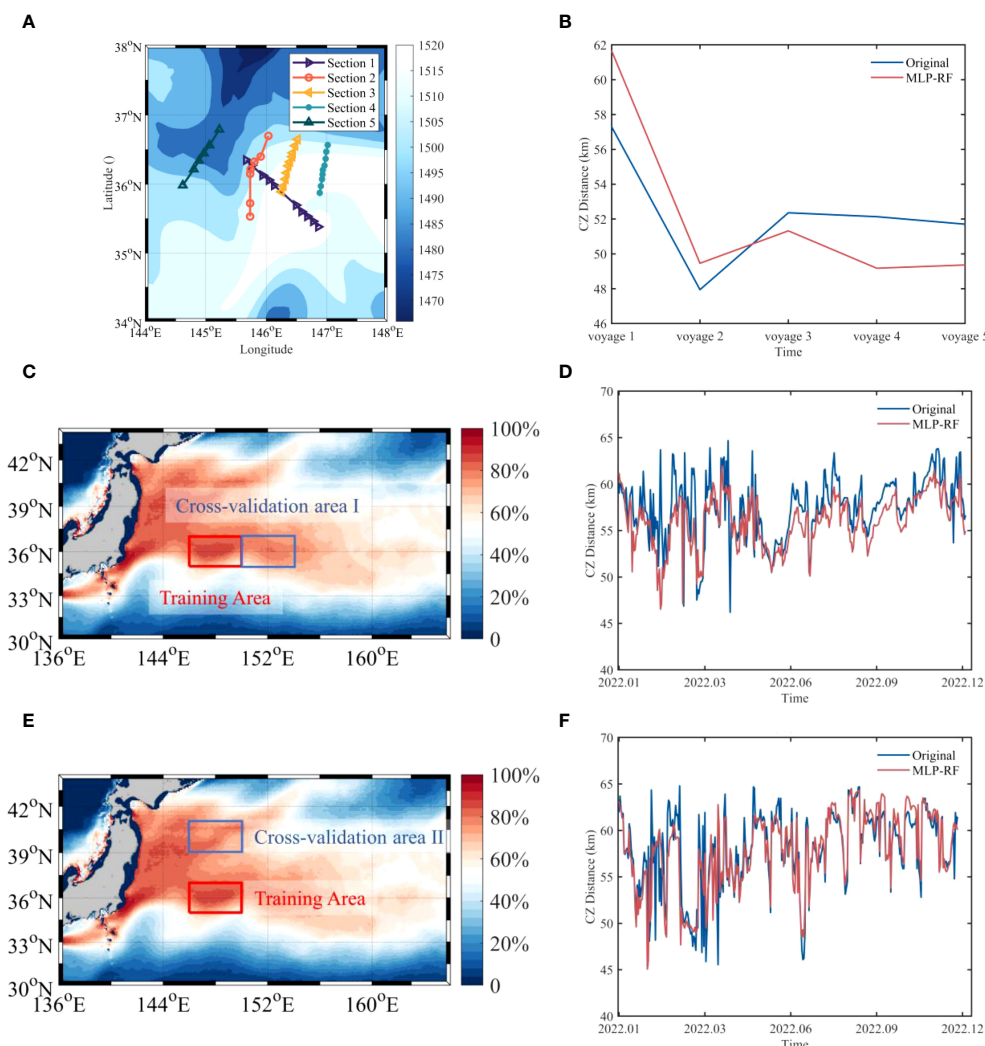 A
38°N
37°N
36°N
35°N
34°N
Latitude ()
144°E
145°E
146°E
147°E
148°E
Longitude
Section 1
Section 2
Section 3
Section 4
Section 5
1520
1515
1510
1505
1500
1495
1490
1485
1480
1475
1470
B
62
60
58
56
54
52
50
48
46
CZ Distance (km)
Original
MLP-RF
voyage 1
voyage 2
voyage 3
voyage 4
voyage 5
Time
C
42°N
39°N
36°N
33°N
30°N
136°E
144°E
152°E
160°E
Cross-validation area I
Training Area
100%
80%
60%
40%
20%
0
D
70
65
60
55
50
45
40
CZ Distance (km)
Original
MLP-RF
2022.01
2022.03
2022.06
2022.09
2022.12
Time
E
42°N
39°N
36°N
33°N
30°N
136°E
144°E
152°E
160°E
Cross-validation area II
Training Area
100%
80%
60%
40%
20%
0
F
70
65
60
55
50
45
40
CZ Distance (km)
Original
MLP-RF
2022.01
2022.03
2022.06
2022.09
2022.12
Time